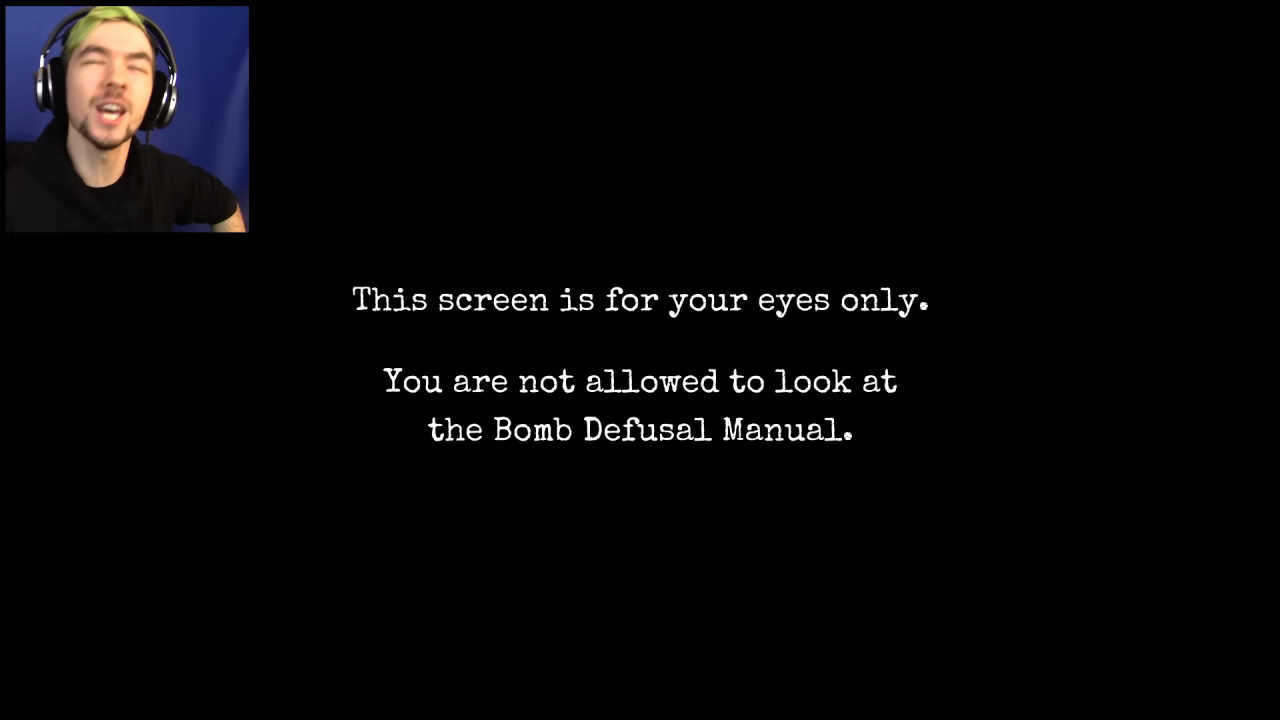 This screen is for your eyes only.
You are not allowed to look at
the Bomb Defusal Manual.